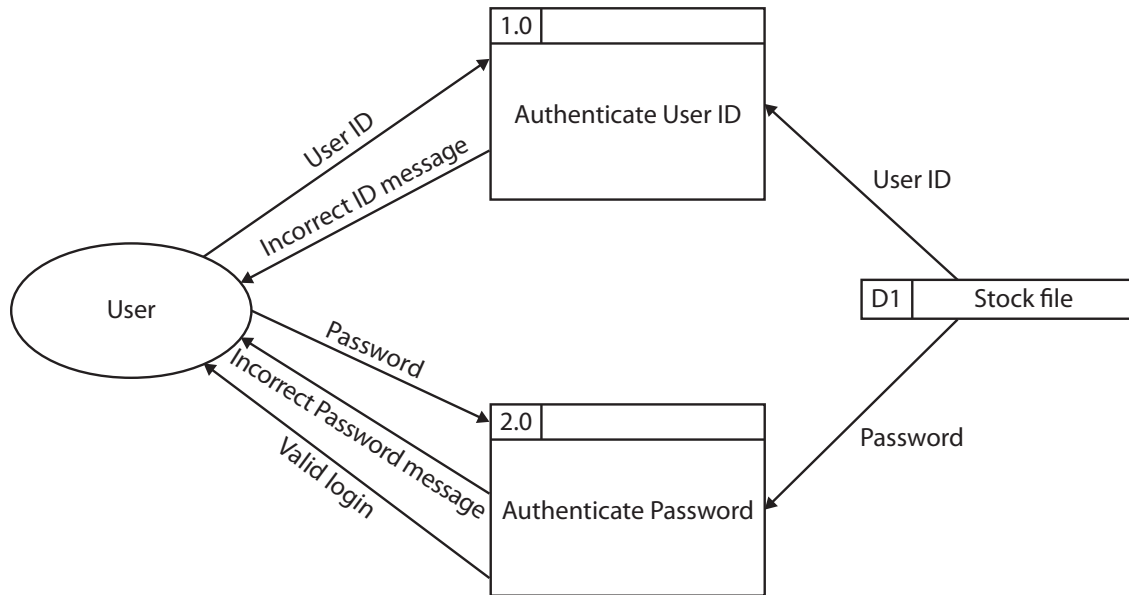 1.0
Authenticate User ID
User ID
Incorrect ID message
User ID
D1 Stock file
User
Password
Incorrect Password message
Valid login
2.0
Authenticate Password
Password